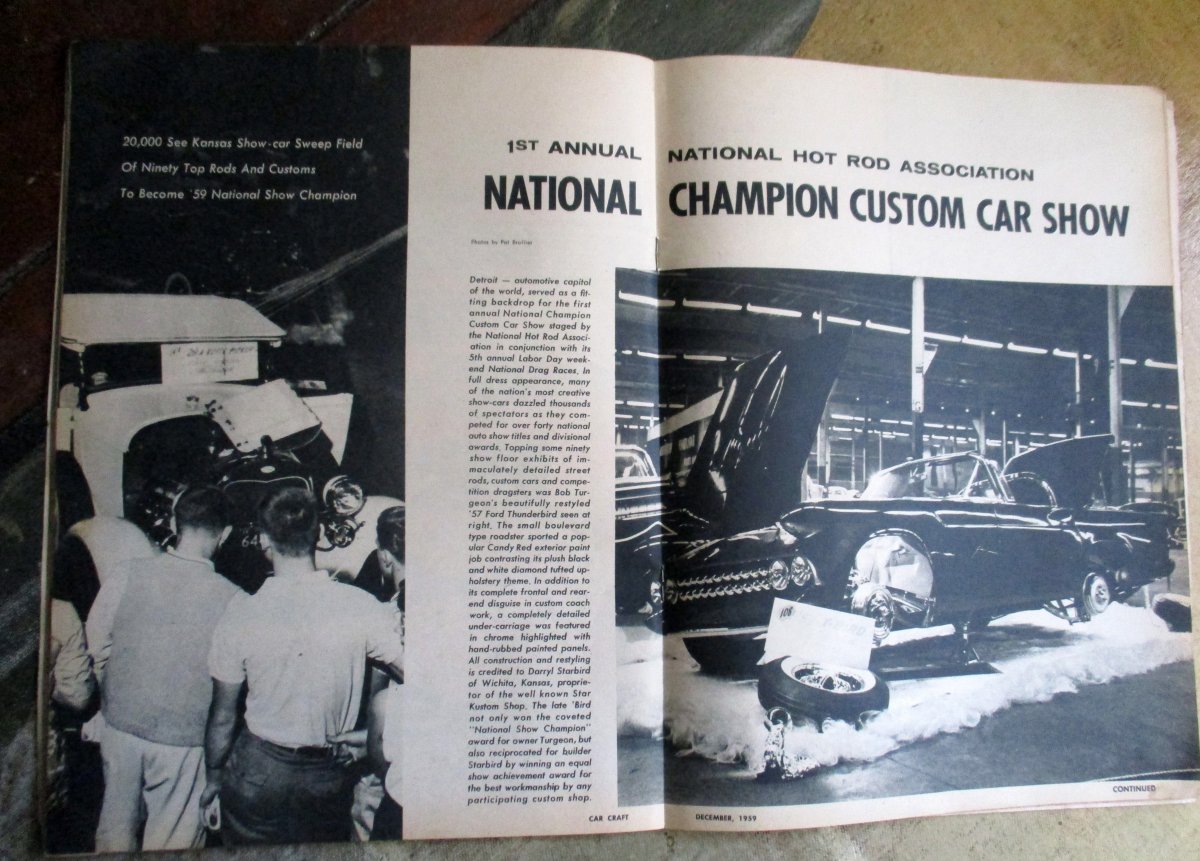 20,000 See Kansas Show-car Sweep Field
Of Ninety Top Rods And Customs
To Become '59 National Show Champion
1ST ANNUAL NATIONAL HOT ROD ASSOCIATION
NATIONAL CHAMPION CUSTOM CAR SHOW
Photos by Pat Brollier
Detroit — automotive capitol
of the world, served as a fit-
ting backdrop for the first
annual National Champion
Custom Car Show staged by
the National Hot Rod Associ-
ation in conjunction with its
5th annual Labor Day week-
end National Drag Races. In
full dress appearance, many
of the nation's most creative
show-cars dazzled thousands
of spectators as they com-
peted for over forty national
auto show titles and divisional
awards. Topping some ninety
show floor exhibits of im-
maculately detailed street
rods, custom cars and compe-
tition dragsters was Bob Tur-
geon's beautifully restyled
'57 Ford Thunderbird seen at
right. The small boulevard
type roadster sported a pop-
ular Candy Red exterior paint
job contrasting its plush black
and white diamond tufted up-
holstery theme. In addition to
its complete frontal and rear-
end disguise in custom coach
work, a completely detailed
under-carriage was featured
in chrome highlighted with
hand-rubbed painted panels.
All construction and restyling
is credited to Darryl Starbird
of Wichita, Kansas, proprie-
tor of the well known Star
Kustom Shop. The late 'Bird
not only won the coveted
"National Show Champion"
award for owner Turgeon, but
also reciprocated for builder
Starbird by winning an equal
show achievement award for
the best workmanship by any
participating custom shop.
64
108
CONTINUED
CAR CRAFT
DECEMBER, 1959